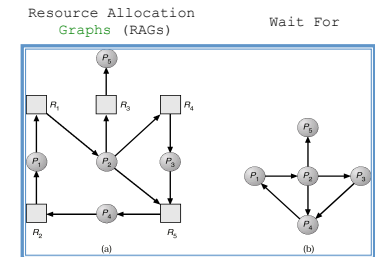 Resource Allocation
Graphs (RAGs)
Wait For
P5
R1
R3
R4
P1
P2
P3
P4
R2
R5
(a)
P5
P1
P2
P3
P4
(b)